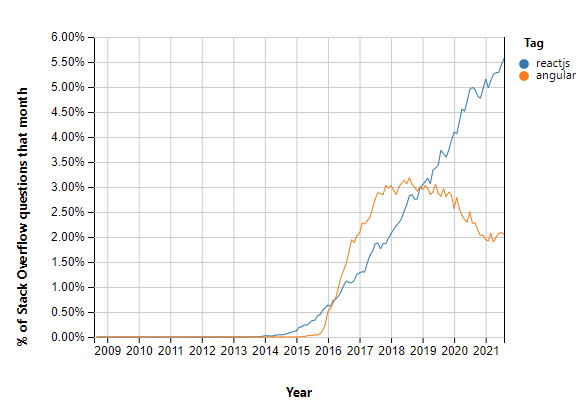 % of Stack Overflow questions that month
6.00%
5.50%
5.00%
4.50%
4.00%
3.50%
3.00%
2.50%
2.00%
1.50%
1.00%
0.50%
0.00%
2009 2010 2011 2012 2013 2014 2015 2016 2017 2018 2019 2020 2021
Year
Tag
reactjs
angular